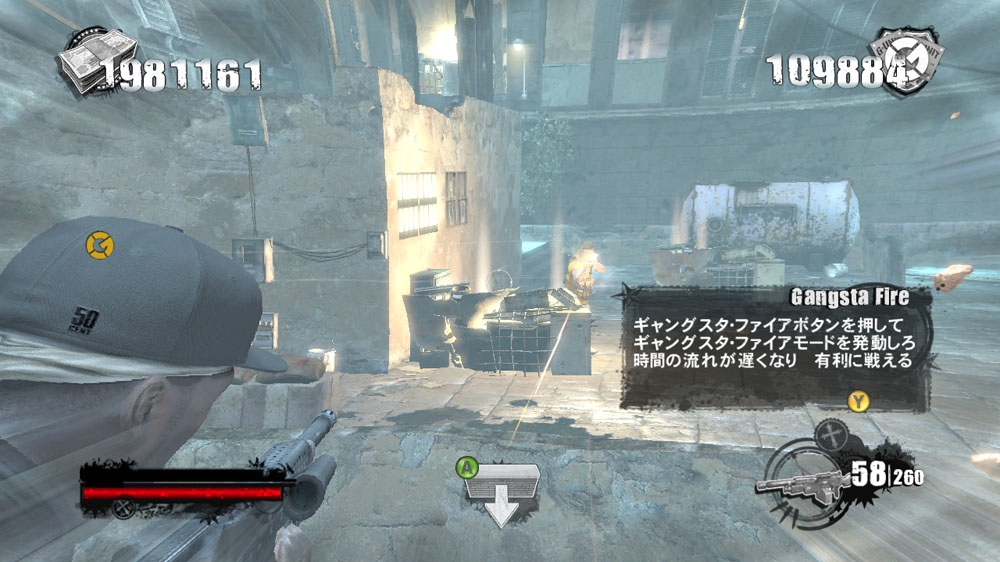 1981161
109884
50
CENT
Gangsta Fire
ギャングスタ・ファイアボタンを押して
ギャングスタ・ファイアモードを発動しろ
時間の流れが遅くなり　有利に戦える
Y
A
58|260